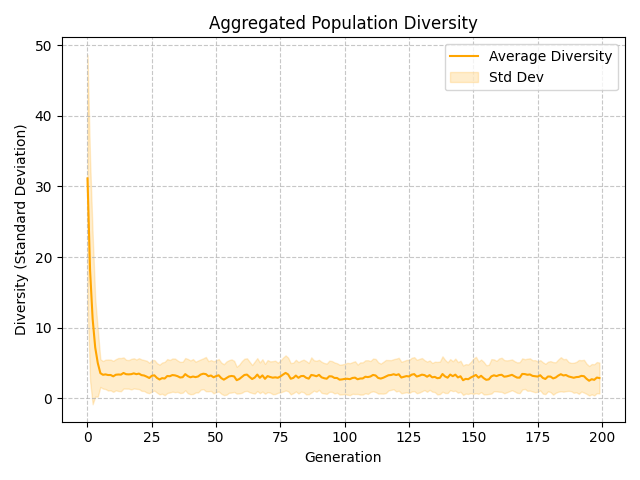 Aggregated Population Diversity
50
40
30
20
10
0
Diversity (Standard Deviation)
Average Diversity
Std Dev
0 25 50 75 100 125 150 175 200
Generation